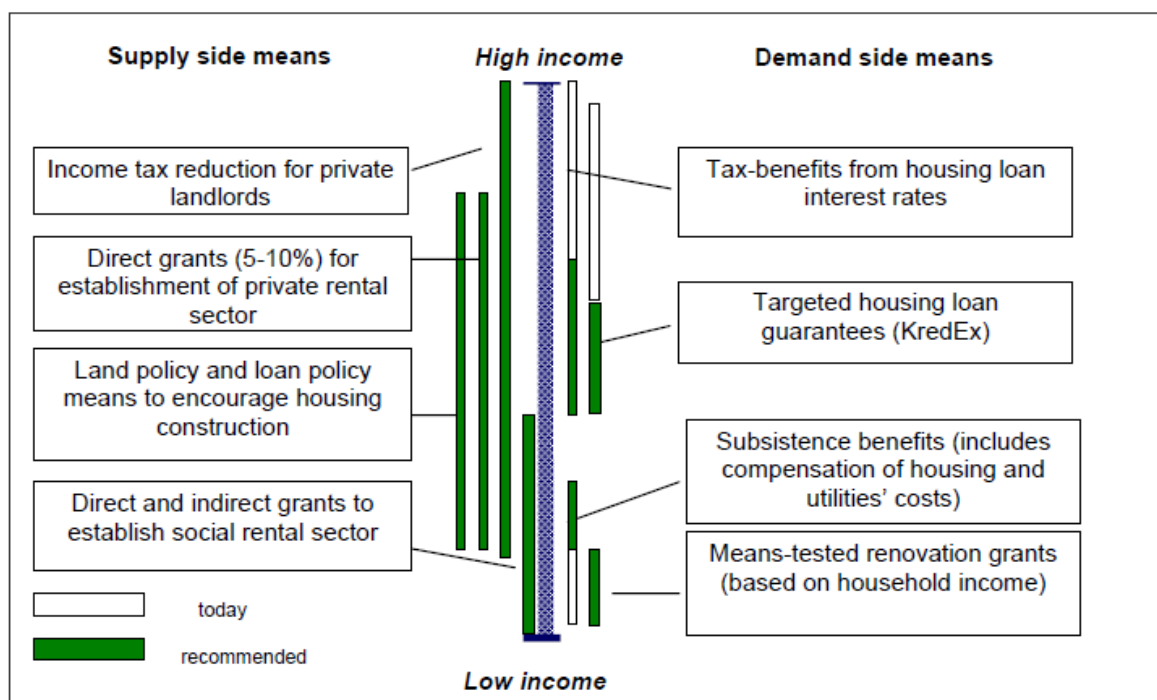 Supply side means
High income
Demand side means
Income tax reduction for private
landlords
Direct grants (5-10%) for
establishment of private rental
sector
Land policy and loan policy
means to encourage housing
construction
Direct and indirect grants to
establish social rental sector
today
recommended
Tax-benefits from housing loan
interest rates
Targeted housing loan
guarantees (KredEx)
Subsistence benefits (includes
compensation of housing and
utilities’ costs)
Means-tested renovation grants
(based on household income)
Low income